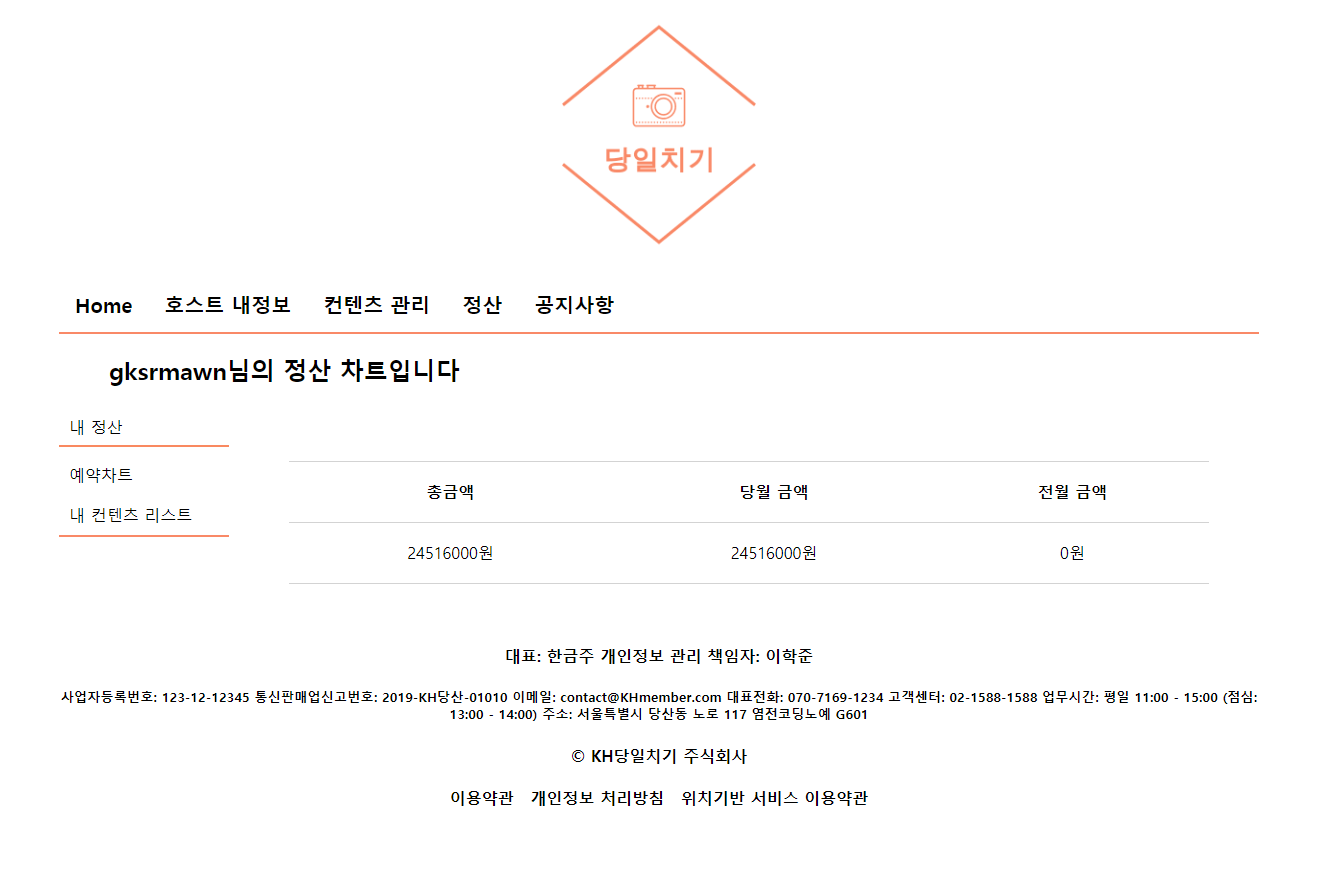 당일치기
Home 호스트 내정보 컨텐츠 관리 정산 공지사항
gksrmawn님의 정산 차트입니다
내 정산
예약차트
내 컨텐츠 리스트
총금액 당월 금액 전월 금액
24516000원 24516000원 0원
대표: 한금주 개인정보 관리 책임자: 이학준
사업자등록번호: 123-12-12345 통신판매업신고번호: 2019-KH당산-01010 이메일: contact@KHmember.com 대표전화: 070-7169-1234 고객센터: 02-1588-1588 업무시간: 평일 11:00 - 15:00 (점심:
13:00 - 14:00) 주소: 서울특별시 당산동 노로 117 염전코딩노예 G601
© KH당일치기 주식회사
이용약관 개인정보 처리방침 위치기반 서비스 이용약관